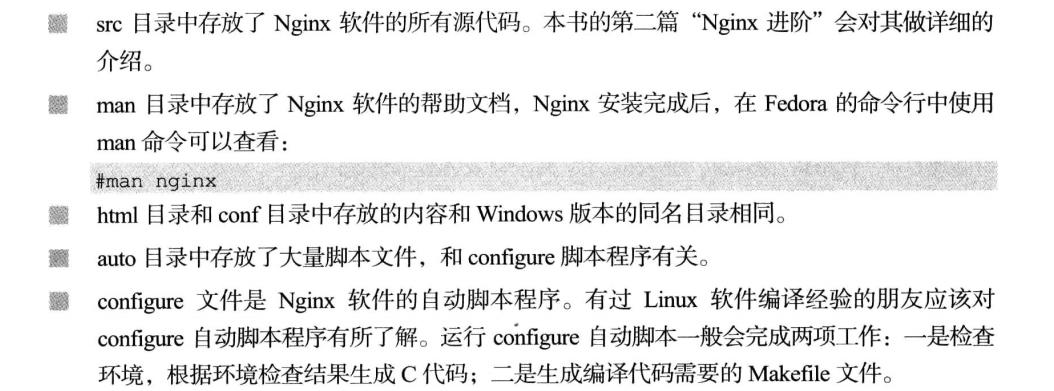 src 目录中存放了 Nginx 软件的所有源代码。本书的第二篇“Nginx 进阶”会对其做详细的
介绍。
man 目录中存放了 Nginx 软件的帮助文档，Nginx 安装完成后，在 Fedora 的命令行中使用
man 命令可以查看：
#man nginx
html 目录和 conf 目录中存放的内容和 Windows 版本的同名目录相同。
auto 目录中存放了大量脚本文件，和 configure 脚本程序有关。
configure 文件是 Nginx 软件的自动脚本程序。有过 Linux 软件编译经验的朋友应该对
configure 自动脚本程序有所了解。运行 configure 自动脚本一般会完成两项工作：一是检查
环境，根据环境检查结果生成 C 代码；二是生成编译代码需要的 Makefile 文件。